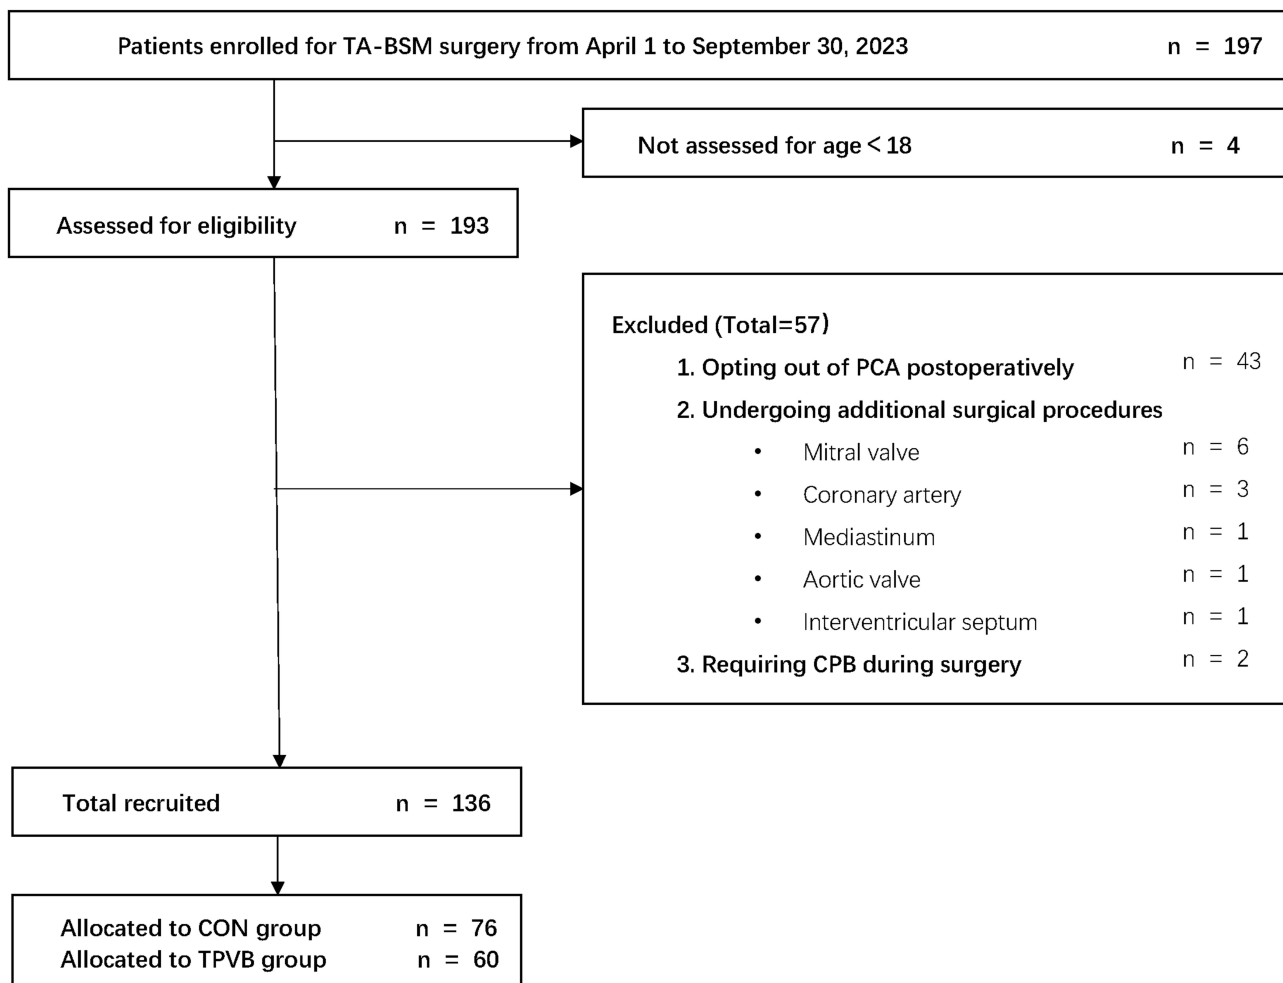 Patients enrolled for TA-BSM surgery from April 1 to September 30, 2023 n = 197
Not assessed for age < 18 n = 4
Assessed for eligibility n = 193
Excluded (Total=57)
1. Opting out of PCA postoperatively n = 43
2. Undergoing additional surgical procedures
• Mitral valve n = 6
• Coronary artery n = 3
• Mediastinum n = 1
• Aortic valve n = 1
• Interventricular septum n = 1
3. Requiring CPB during surgery n = 2
Total recruited n = 136
Allocated to CON group n = 76
Allocated to TPVB group n = 60